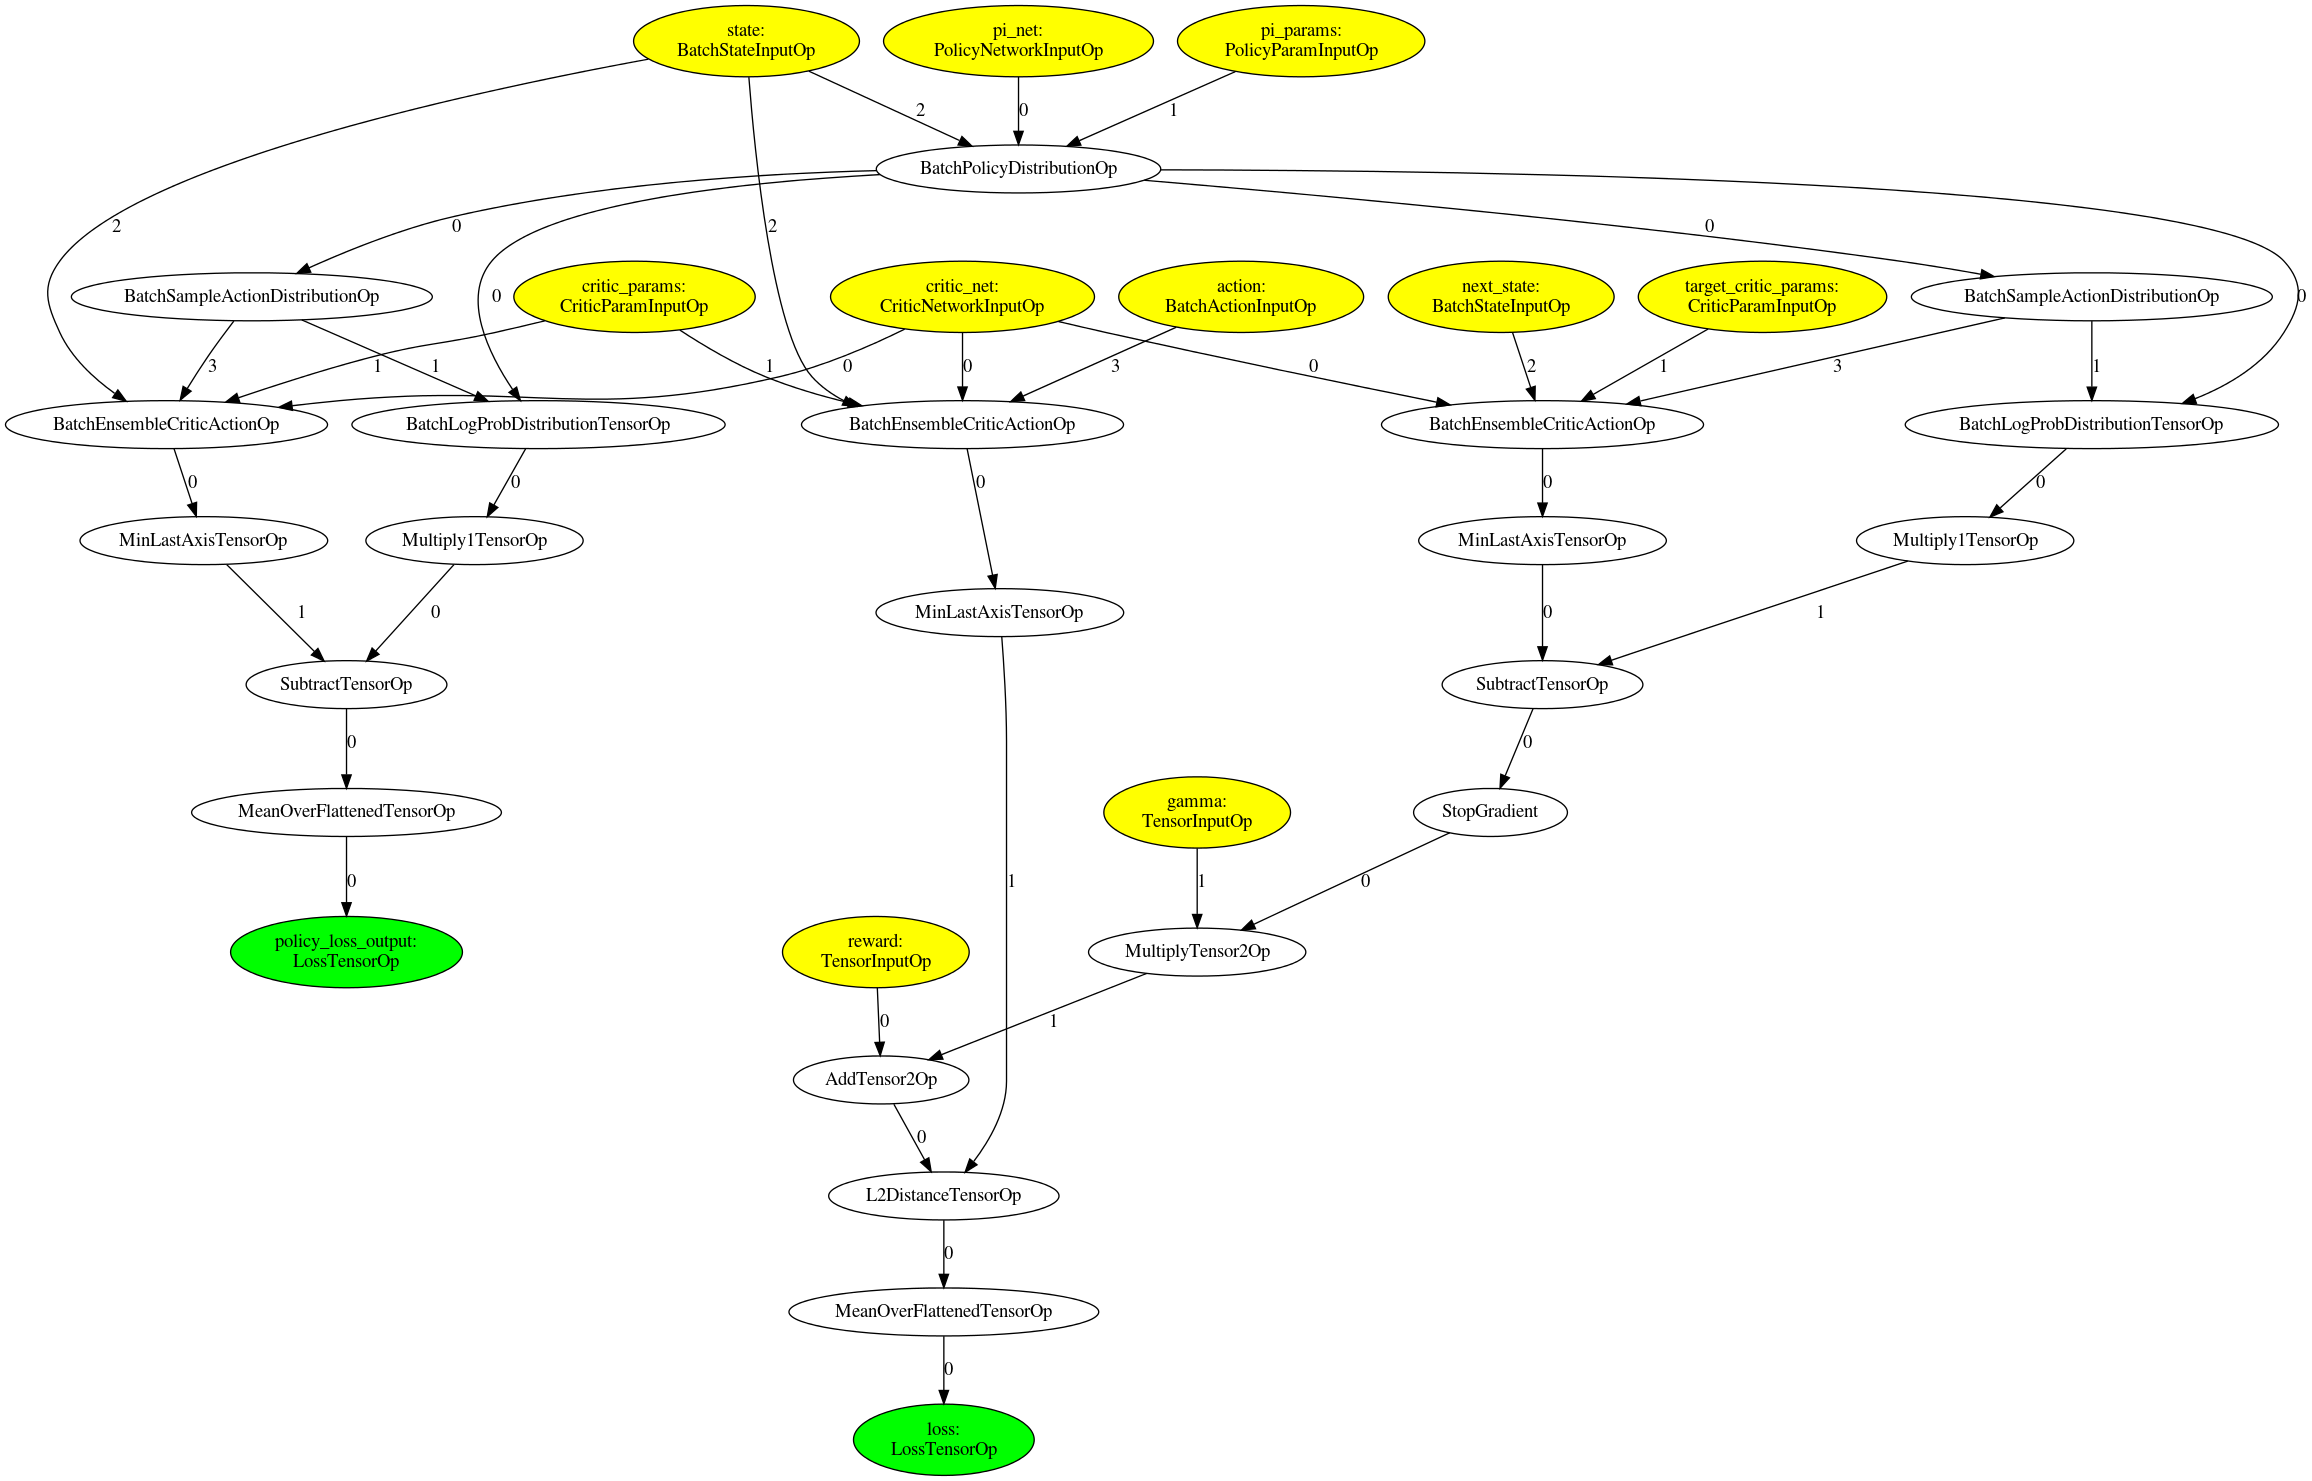 state:
BatchStateInputOp
pi_net:
PolicyNetworkInputOp
pi_params:
PolicyParamInputOp
2
0
1
BatchPolicyDistributionOp
2
0
2
0
BatchSampleActionDistributionOp
0
critic_params:
CriticParamInputOp
critic_net:
CriticNetworkInputOp
action:
BatchActionInputOp
next_state:
BatchStateInputOp
target_critic_params:
CriticParamInputOp
BatchSampleActionDistributionOp
0
3
1
1
1
0
0
3
0
2
1
3
1
BatchEnsembleCriticActionOp
BatchLogProbDistributionTensorOp
BatchEnsembleCriticActionOp
BatchEnsembleCriticActionOp
BatchLogProbDistributionTensorOp
0
0
0
0
0
MinLastAxisTensorOp
Multiply1TensorOp
MinLastAxisTensorOp
Multiply1TensorOp
1
0
MinLastAxisTensorOp
0
1
SubtractTensorOp
SubtractTensorOp
0
0
MeanOverFlattenedTensorOp
gamma:
TensorInputOp
StopGradient
0
1
1
0
policy_loss_output:
LossTensorOp
reward:
TensorInputOp
MultiplyTensor2Op
0
1
AddTensor2Op
0
L2DistanceTensorOp
0
MeanOverFlattenedTensorOp
0
loss:
LossTensorOp